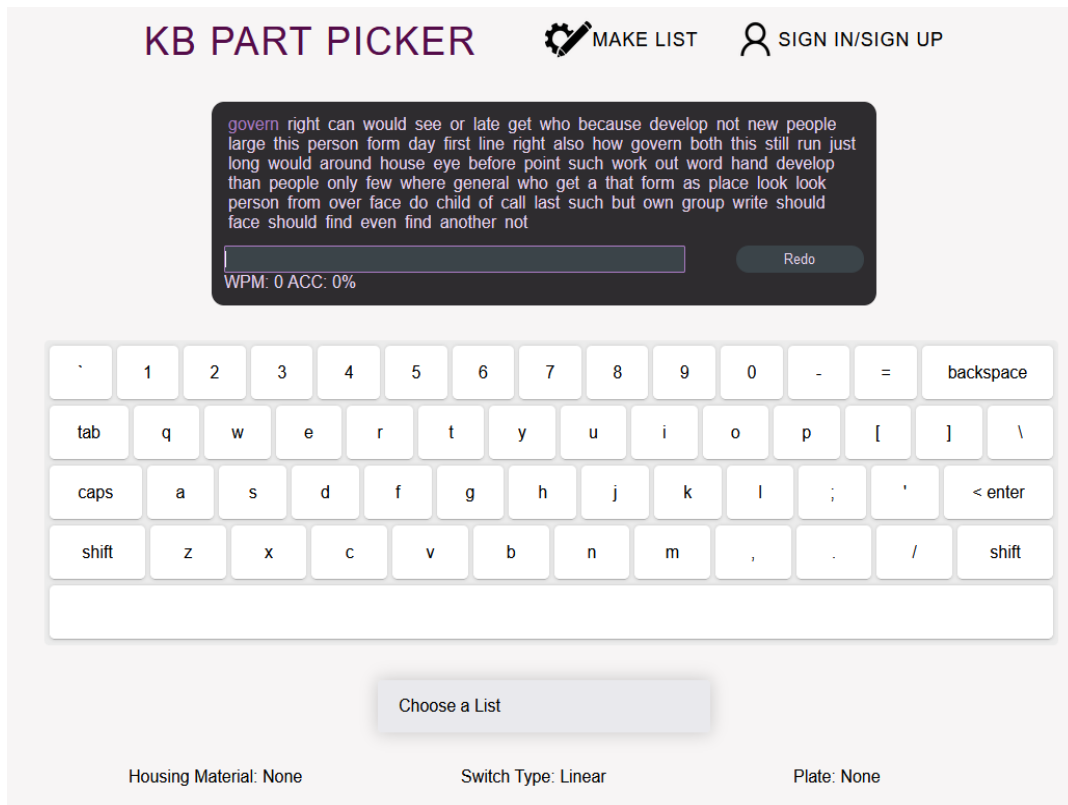 KB PART PICKER MAKE LIST SIGN IN/SIGN UP
govern right can would see or late get who because develop not new people
large this person form day first line right also how govern both this still run just
long would around house eye before point such work out word hand develop
than people only few where general who get a that form as place look look
person from over face do child of call last such but own group write should
face should find even find another not
Redo
WPM: 0 ACC: 0%
` 1 2 3 4 5 6 7 8 9 0 - = backspace
tab q w e r t y u i o p [ ] \
caps a s d f g h j k l ; ' < enter
shift z x c v b n m , . / shift
Choose a List
Housing Material: None Switch Type: Linear Plate: None